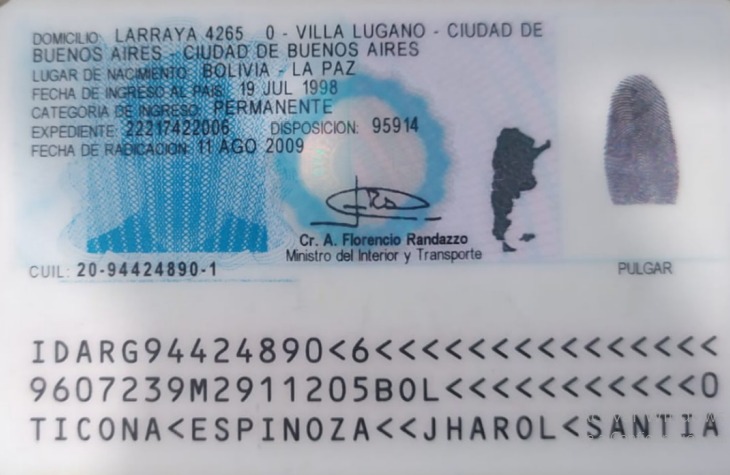 DOMICILIO: LARRAYA 4265 0 - VILLA LUGANO - CIUDAD DE
BUENOS AIRES - CIUDAD DE BUENOS AIRES
LUGAR DE NACIMIENTO: BOLIVIA - LA PAZ
FECHA DE INGRESO AL PAIS: 19 JUL 1998
CATEGORIA DE INGRESO: PERMANENTE
EXPEDIENTE: 22217422006 DISPOSICION: 95914
FECHA DE RADICACION: 11 AGO 2009
Cr. A. Florencio Randazzo
Ministro del Interior y Transporte
CUIL: 20-94424890-1
PULGAR
IDARG94424890<6<<<<<<<<<<<<<<<
9607239M2911205BOL<<<<<<<<<<<0
TICONA<ESPINOZA<<JHAROL<SANTIA